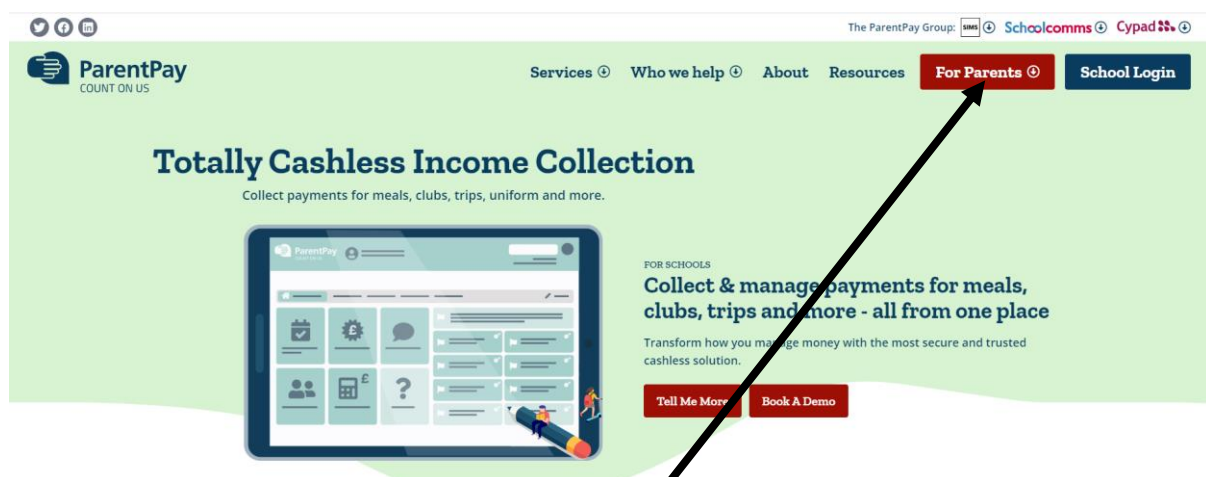 The ParentPay Group: SIMS Schoolcomms Cypad
ParentPay
COUNT ON US
Services Who we help About Resources For Parents School Login
Totally Cashless Income Collection
Collect payments for meals, clubs, trips, uniform and more.
ParentPay
FOR SCHOOLS
Collect & manage payments for meals,
clubs, trips and more - all from one place
Transform how you manage money with the most secure and trusted
cashless solution.
Tell Me More Book A Demo
£
£
?